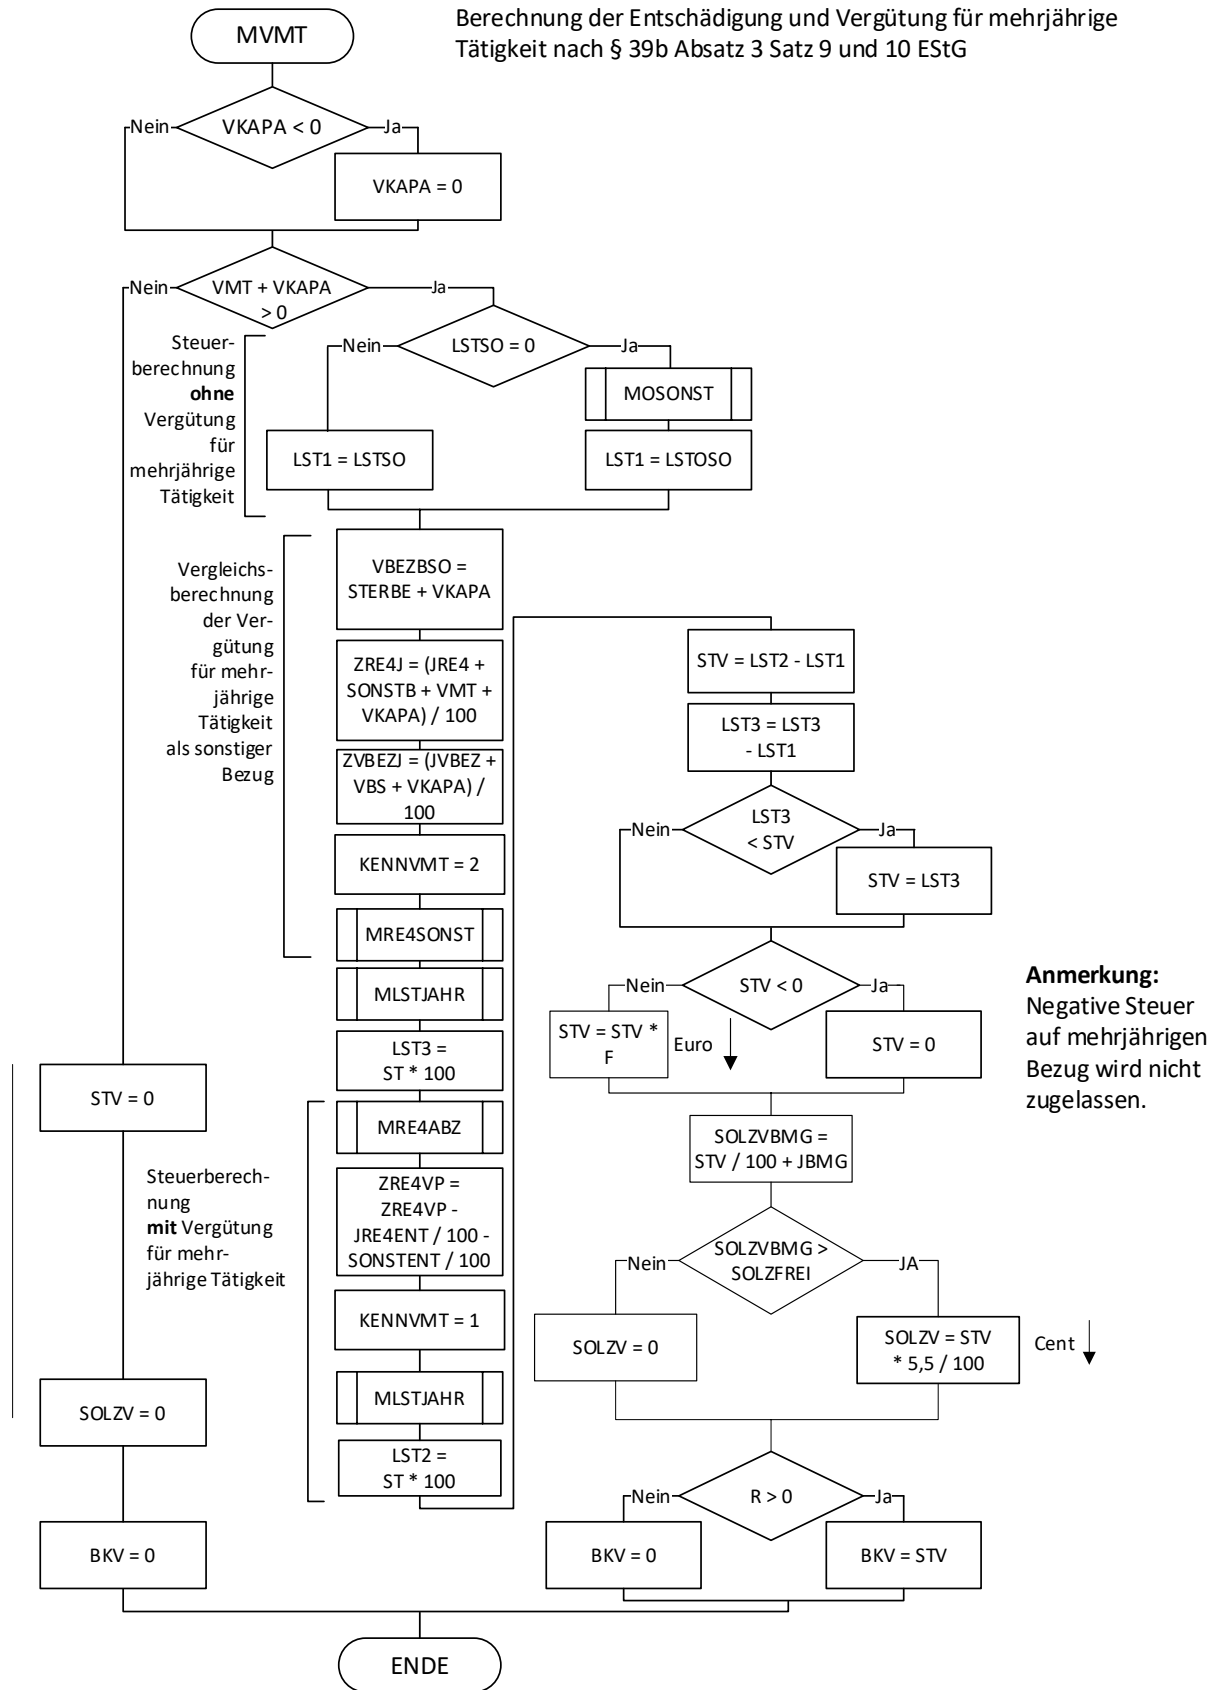 Berechnung der Entschädigung und Vergütung für mehrjährige
Tätigkeit nach § 39b Absatz 3 Satz 9 und 10 EStG
MVMT
Nein
VKAPA < 0
Ja
VKAPA = 0
Nein
VMT + VKAPA
> 0
Ja
Nein
LSTSO = 0
Ja
MOSONST
LST1 = LSTSO
LST1 = LSTOSO
Steuer-
berechnung
ohne
Vergütung
für
mehrjährige
Tätigkeit
Vergleichs-
berechnung
der Ver-
gütung
für mehr-
jährige
Tätigkeit
als sonstiger
Bezug
VBEZBSO =
STERBE + VKAPA
ZRE4J = (JRE4 +
SONSTB + VMT +
VKAPA) / 100
ZVBEZJ = (JVBEZ +
VBS + VKAPA) /
100
KENNVMT = 2
MRE4SONST
MLSTJAHR
LST3 =
ST * 100
MRE4ABZ
Steuerberech-
nung
mit Vergütung
für mehr-
jährige Tätigkeit
ZRE4VP =
ZRE4VP -
JRE4ENT / 100 -
SONSTENT / 100
KENNVMT = 1
MLSTJAHR
LST2 =
ST * 100
STV = 0
SOLZV = 0
BKV = 0
STV = LST2 - LST1
LST3 = LST3
- LST1
Nein
LST3
< STV
Ja
STV = LST3
Nein
STV < 0
Ja
STV = STV *
F
Euro
STV = 0
Anmerkung:
Negative Steuer
auf mehrjährigen
Bezug wird nicht
zugelassen.
SOLZVBMG =
STV / 100 + JBMG
Nein
SOLZVBMG >
SOLZFREI
JA
SOLZV = 0
SOLZV = STV
* 5,5 / 100
Cent
Nein
R > 0
Ja
BKV = 0
BKV = STV
ENDE